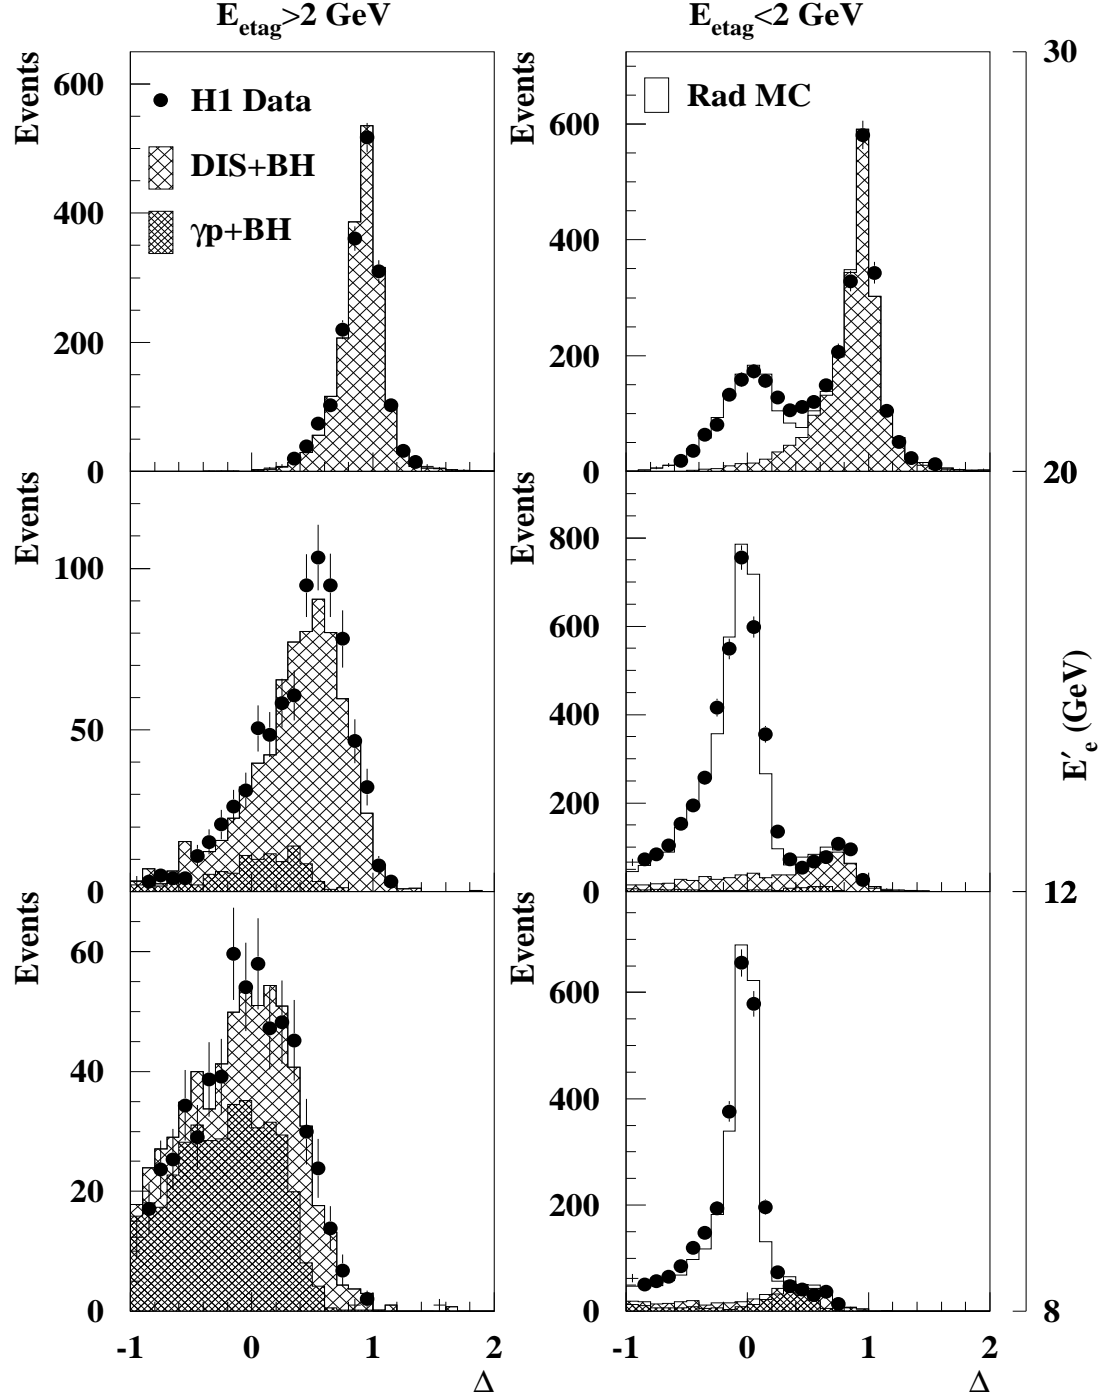 E_etag>2 GeV
E_etag<2 GeV
Events
600
400
200
0
H1 Data
DIS+BH
γp+BH
Events
600
400
200
0
Rad MC
30
20
Events
100
50
0
Events
800
600
400
200
0
E′_e (GeV)
12
Events
60
40
20
0
-1 0 1 2
Δ
Events
600
400
200
0
-1 0 1 2
Δ
8